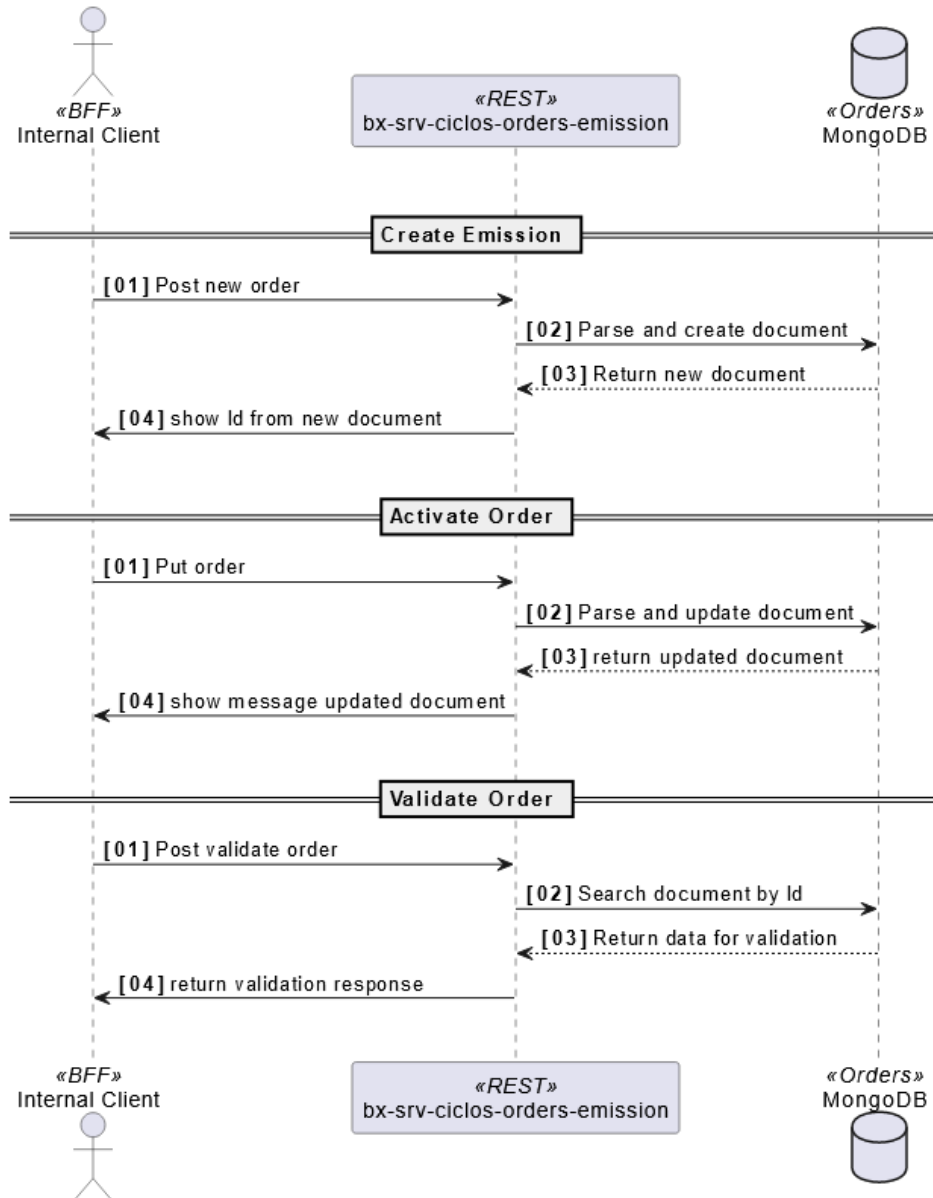 «BFF»
Internal Client
«REST»
bx-srv-ciclos-orders-emission
«Orders»
MongoDB
Create Emission
[01] Post new order
[02] Parse and create document
[03] Return new document
[04] show Id from new document
Activate Order
[01] Put order
[02] Parse and update document
[03] return updated document
[04] show message updated document
Validate Order
[01] Post validate order
[02] Search document by Id
[03] Return data for validation
[04] return validation response
«BFF»
Internal Client
«REST»
bx-srv-ciclos-orders-emission
«Orders»
MongoDB